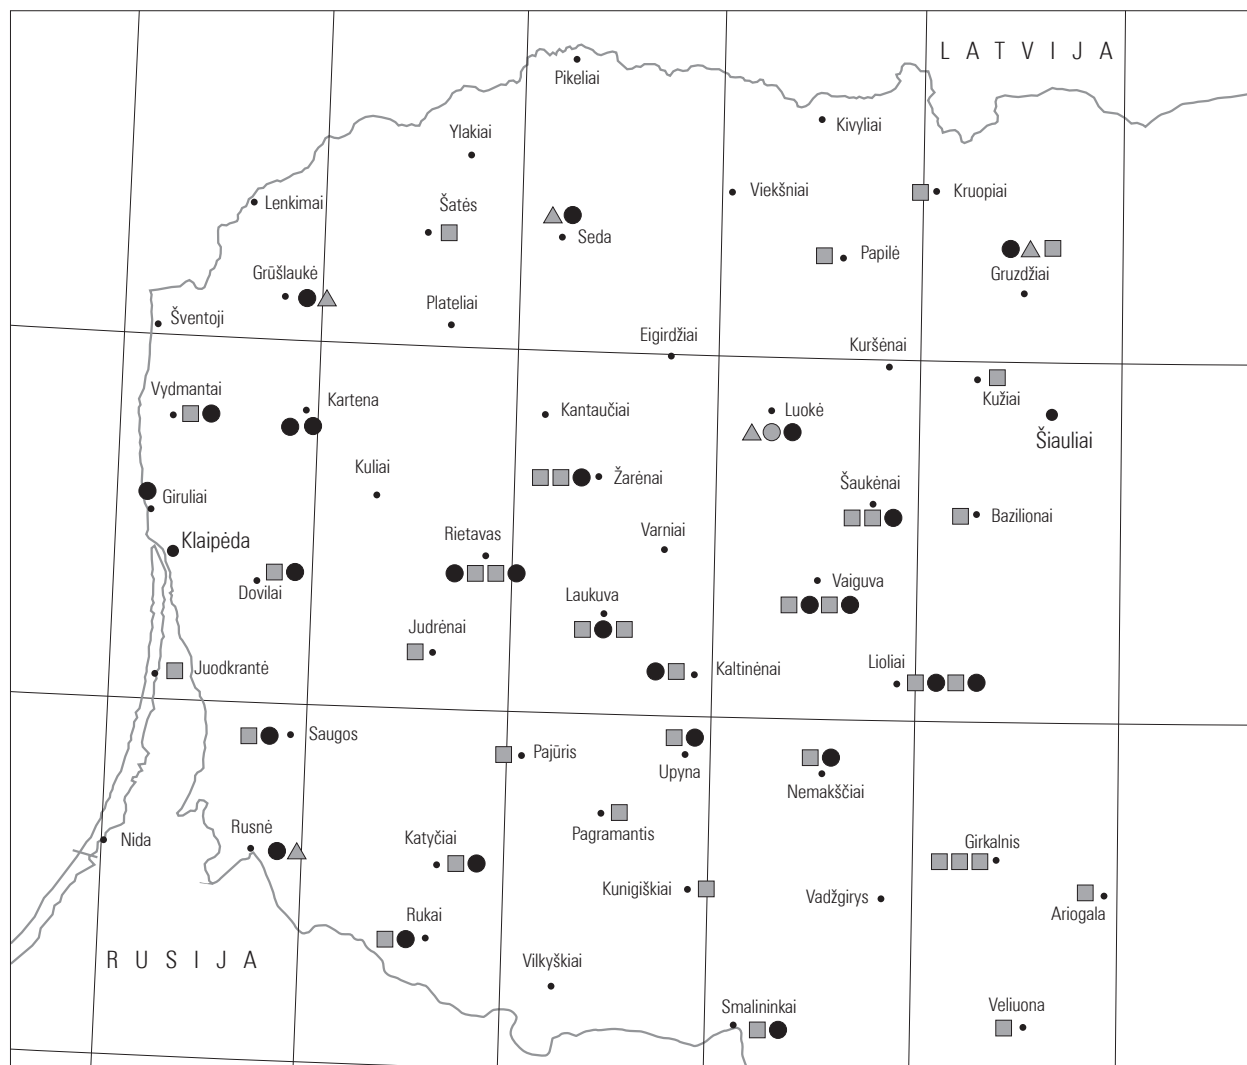 LATVIJA
Pikeliai
Kivyliai
Ylakiai
Viekšniai
Kruopiai
Lenkimai
Šatės
Seda
Papilė
Gruzdžiai
Grūšlaukė
Plateliai
Šventoji
Eigirdžiai
Kuršėnai
Vydmantai
Kartena
Kantaučiai
Luokė
Kužiai
Šiauliai
Kuliai
Žarėnai
Šaukėnai
Giruliai
Bazilionai
Klaipėda
Rietavas
Varniai
Dovilai
Laukuva
Vaiguva
Judrėnai
Juodkrantė
Kaltinėnai
Lioliai
Saugos
Pajūris
Upyna
Nemakščiai
Nida
Rusnė
Katyčiai
Pagramantis
Girkalnis
Kunigiškiai
Vadžgirys
Ariogala
Rukai
RUSIJA
Vilkyškiai
Smalininkai
Veliuona